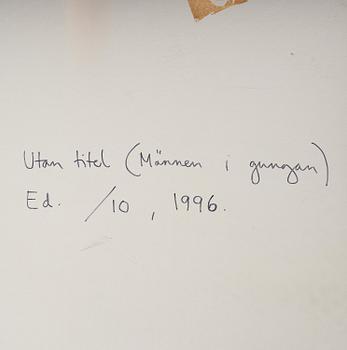 Utan titel (Männen i gungan)
Ed. /10, 1996.